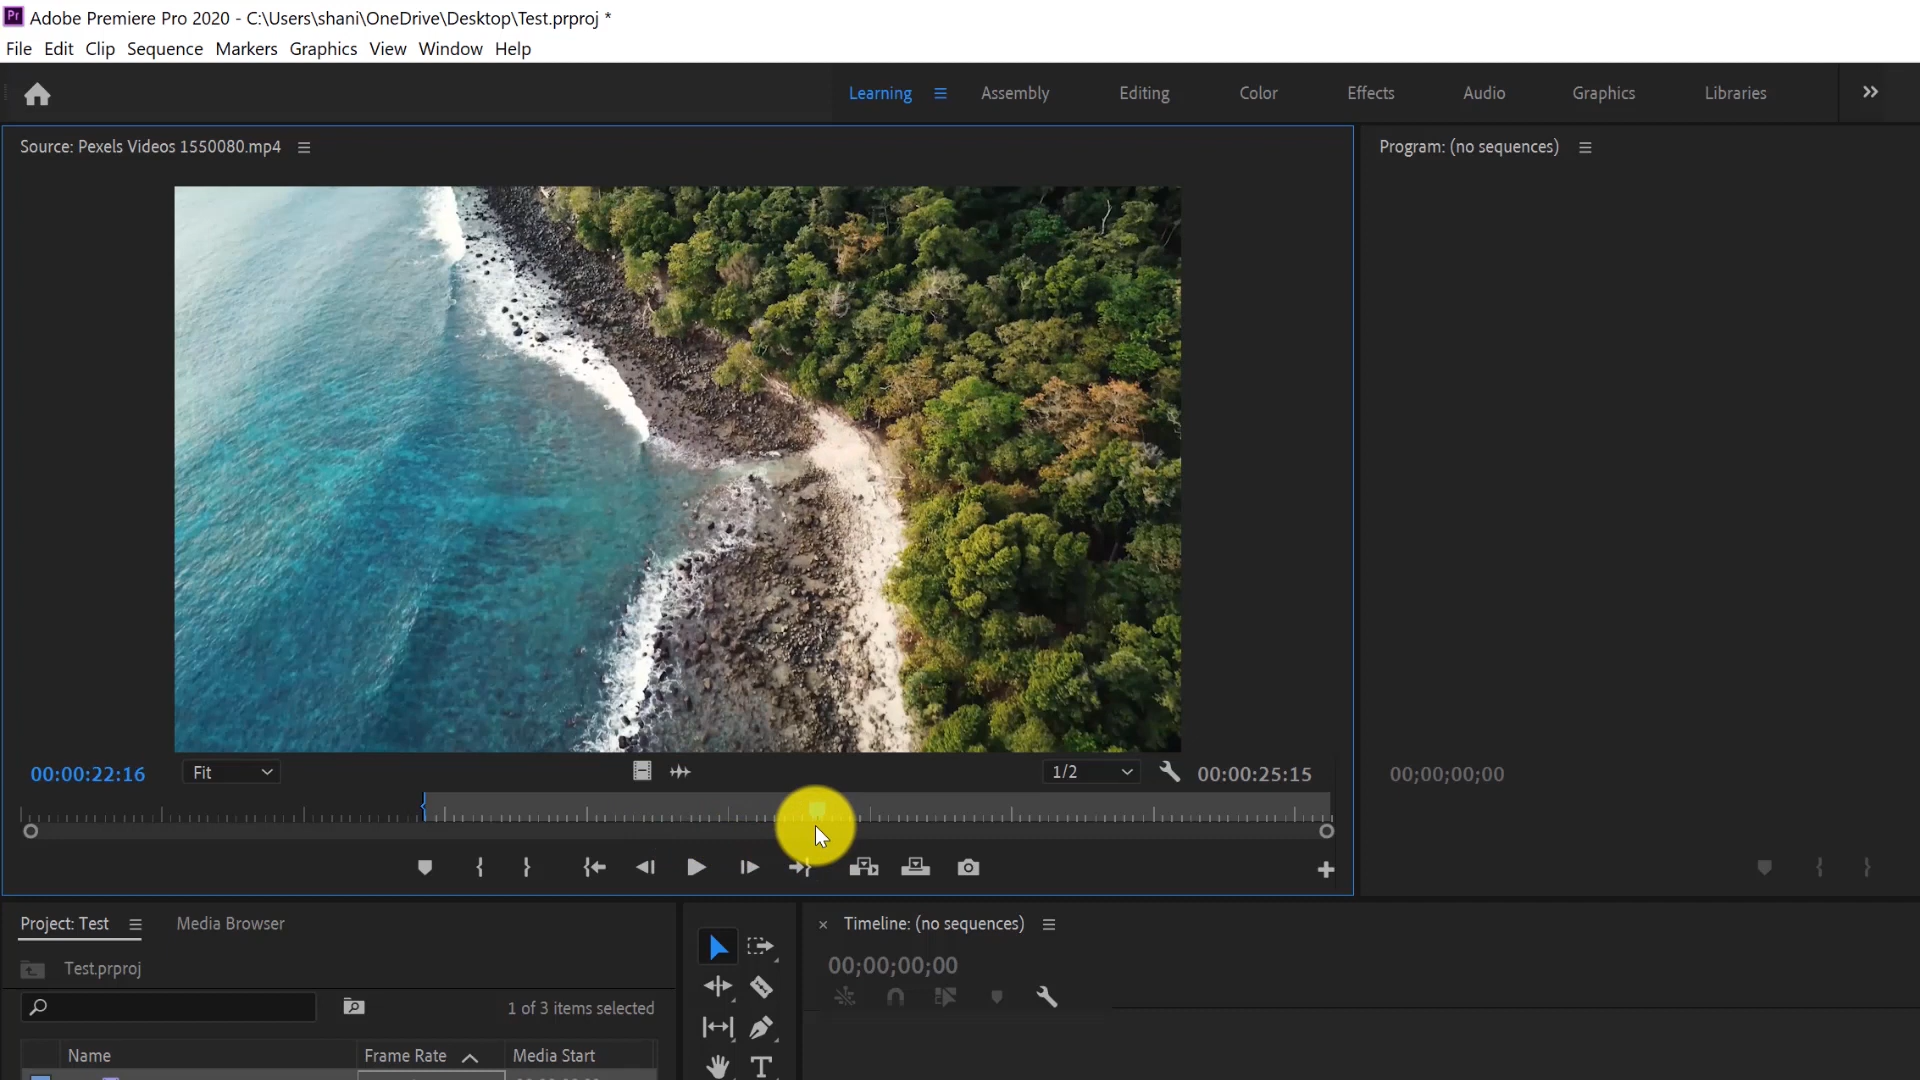 Pr Adobe Premiere Pro 2020 - C:\Users\shani\OneDrive\Desktop\Test.prproj *
File Edit Clip Sequence Markers Graphics View Window Help
Learning Assembly Editing Color Effects Audio Graphics Libraries
Source: Pexels Videos 1550080.mp4
Program: (no sequences)
00:00:22:16 Fit 1/2 00:00:25:15
00;00;00;00
Project: Test Media Browser
Timeline: (no sequences)
Test.prproj
00;00;00;00
1 of 3 items selected
Name Frame Rate Media Start